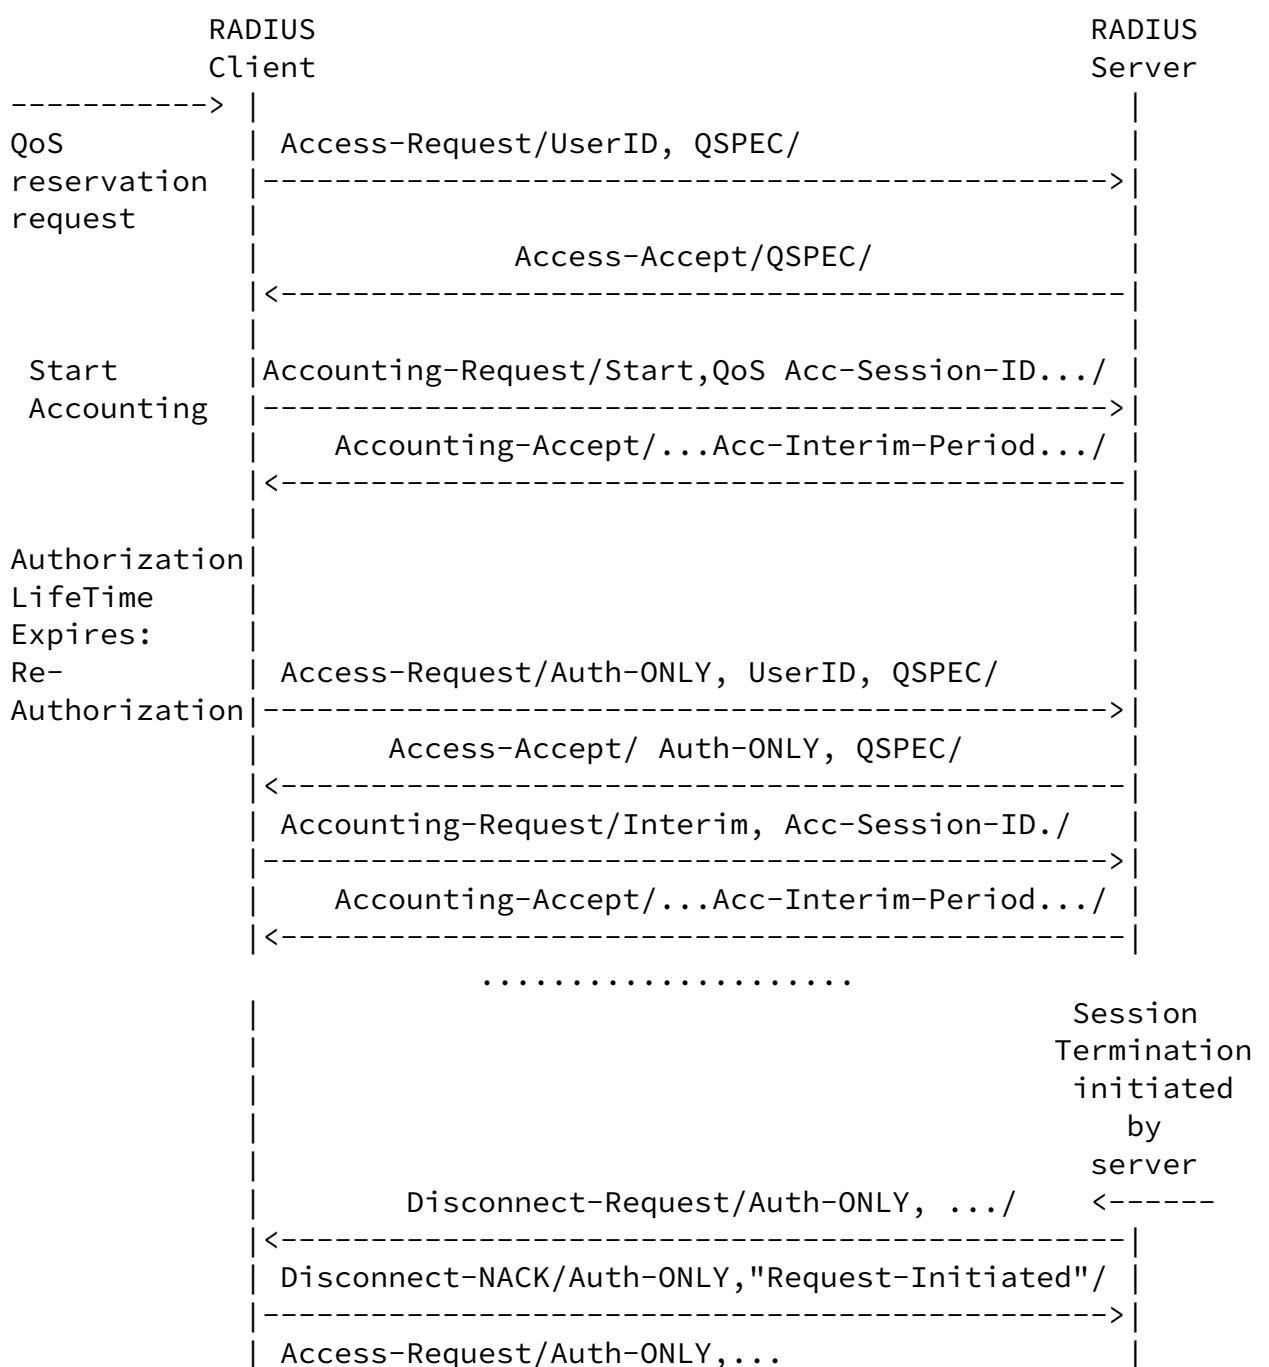 RADIUS                                           RADIUS
           Client                                           Server
-----------> |                                                |
QoS          | Access-Request/UserID, QSPEC/                  |
reservation  |----------------------------------------------->|
request      |                                                |
             |              Access-Accept/QSPEC/              |
             |<-----------------------------------------------|
             |                                                |
 Start       |Accounting-Request/Start,QoS Acc-Session-ID.../ |
 Accounting  |----------------------------------------------->|
             |    Accounting-Accept/...Acc-Interim-Period.../ |
             |<-----------------------------------------------|
             |                                                |
Authorization|                                                |
LifeTime     |                                                |
Expires:     |                                                |
Re-          | Access-Request/Auth-ONLY, UserID, QSPEC/       |
Authorization|----------------------------------------------->|
             |       Access-Accept/ Auth-ONLY, QSPEC/         |
             |<-----------------------------------------------|
             | Accounting-Request/Interim, Acc-Session-ID./   |
             |----------------------------------------------->|
             |    Accounting-Accept/...Acc-Interim-Period.../ |
             |<-----------------------------------------------|
                          .....................
             |                                             Session
             |                                            Termination
             |                                             initiated
             |                                                by
             |                                              server
             |        Disconnect-Request/Auth-ONLY, .../    <------
             |<-----------------------------------------------|
             | Disconnect-NACK/Auth-ONLY,"Request-Initiated"/ |
             |----------------------------------------------->|
             | Access-Request/Auth-ONLY,...                   |